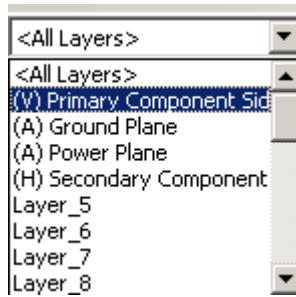 <All Layers>
<All Layers>
(V) Primary Component Sid
(A) Ground Plane
(A) Power Plane
(H) Secondary Component
Layer_5
Layer_6
Layer_7
Layer_8